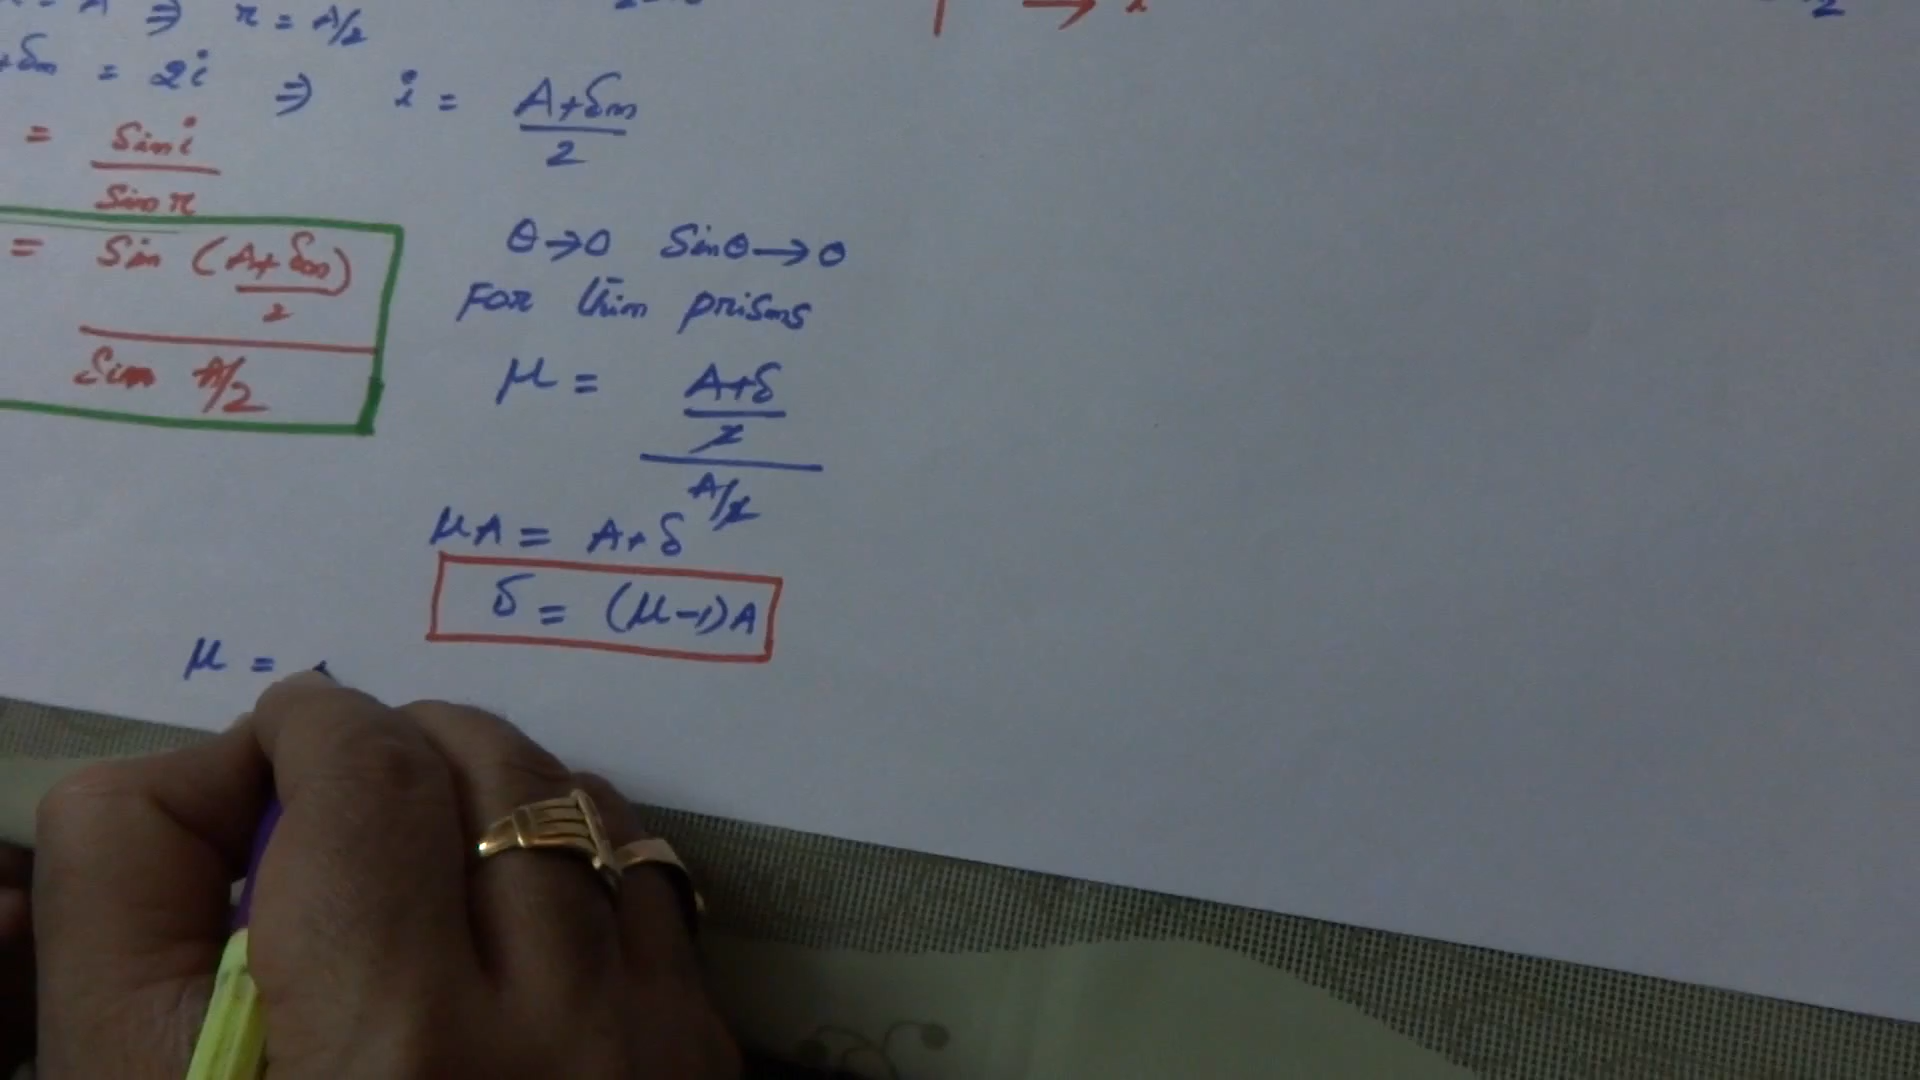 = A ⇒ r = A/2
+δm = 2i ⇒ i = A+δm / 2
= Sin i / Sin r
= Sin (A+δm / 2) / Sin A/2
θ→0 Sinθ→θ
For thin prisms
μ = A+δ / 2 / A/2
μA = A+δ
δ = (μ-1)A
μ =
→ i